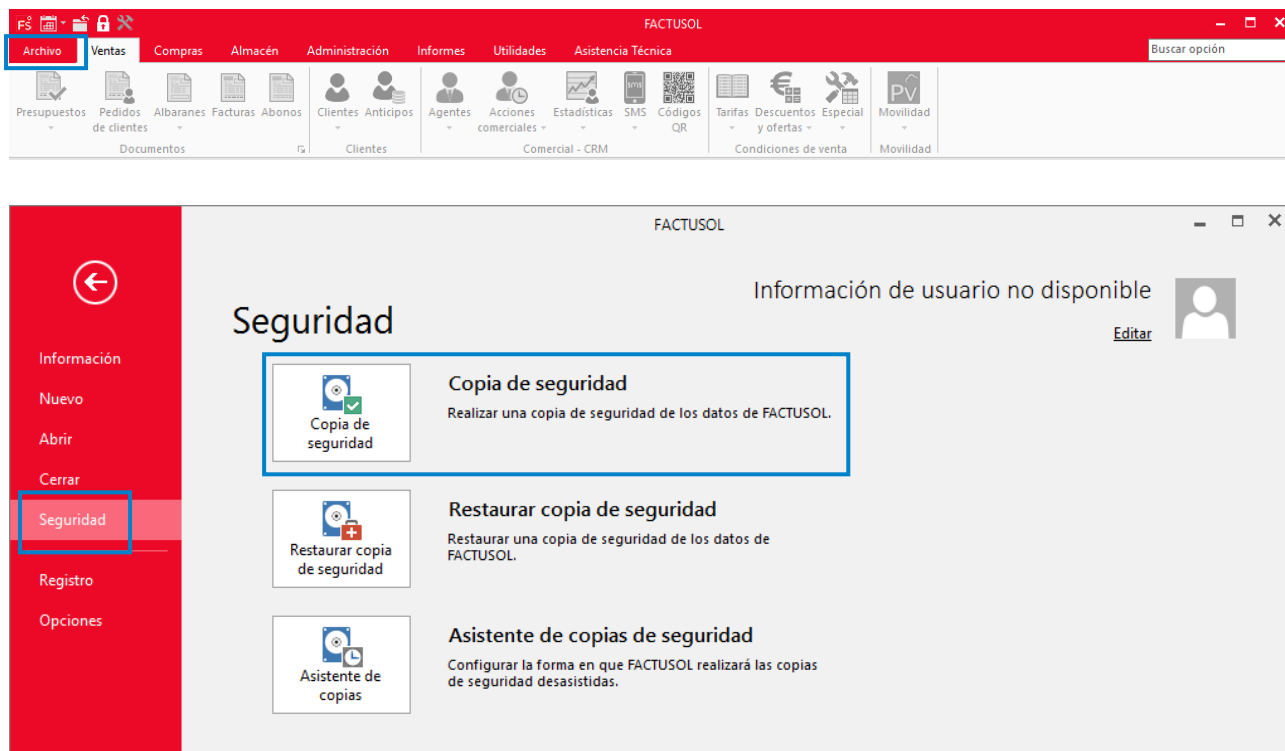 FS
FACTUSOL
Archivo Ventas Compras Almacén Administración Informes Utilidades Asistencia Técnica Buscar opción
SMS
PV
Presupuestos Pedidos de clientes Albaranes Facturas Abonos Clientes Anticipos Agentes Acciones comerciales Estadísticas SMS Códigos QR Tarifas Descuentos y ofertas Especial Movilidad
Documentos Clientes Comercial - CRM Condiciones de venta Movilidad
FACTUSOL
Información de usuario no disponible
Editar
Seguridad
Información
Nuevo
Abrir
Cerrar
Seguridad
Registro
Opciones
Copia de
seguridad
Copia de seguridad
Realizar una copia de seguridad de los datos de FACTUSOL.
Restaurar copia
de seguridad
Restaurar copia de seguridad
Restaurar una copia de seguridad de los datos de
FACTUSOL.
Asistente de
copias
Asistente de copias de seguridad
Configurar la forma en que FACTUSOL realizará las copias
de seguridad desasistidas.